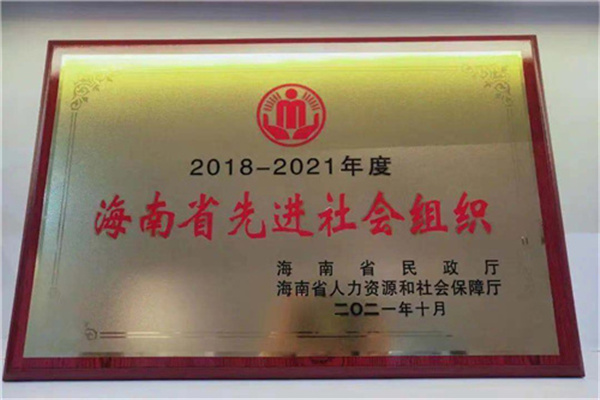 2018-2021年度
海南省先进社会组织
海南省民政厅
海南省人力资源和社会保障厅
二〇二一年十月